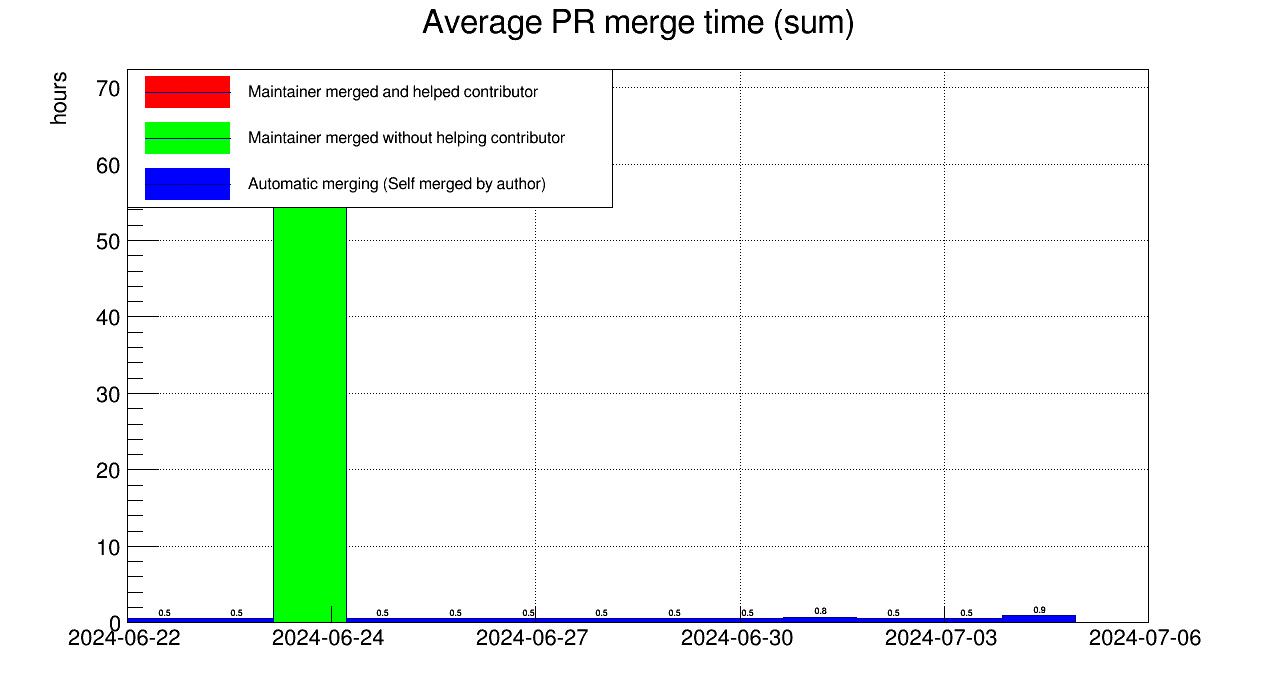 Average PR merge time (sum)
hours
70
60
50
40
30
20
10
0
Maintainer merged and helped contributor
Maintainer merged without helping contributor
Automatic merging (Self merged by author)
0.5 0.5 0.5 0.5 0.5 0.5 0.5 0.5 0.8 0.5 0.5 0.9
2024-06-22 2024-06-24 2024-06-27 2024-06-30 2024-07-03 2024-07-06